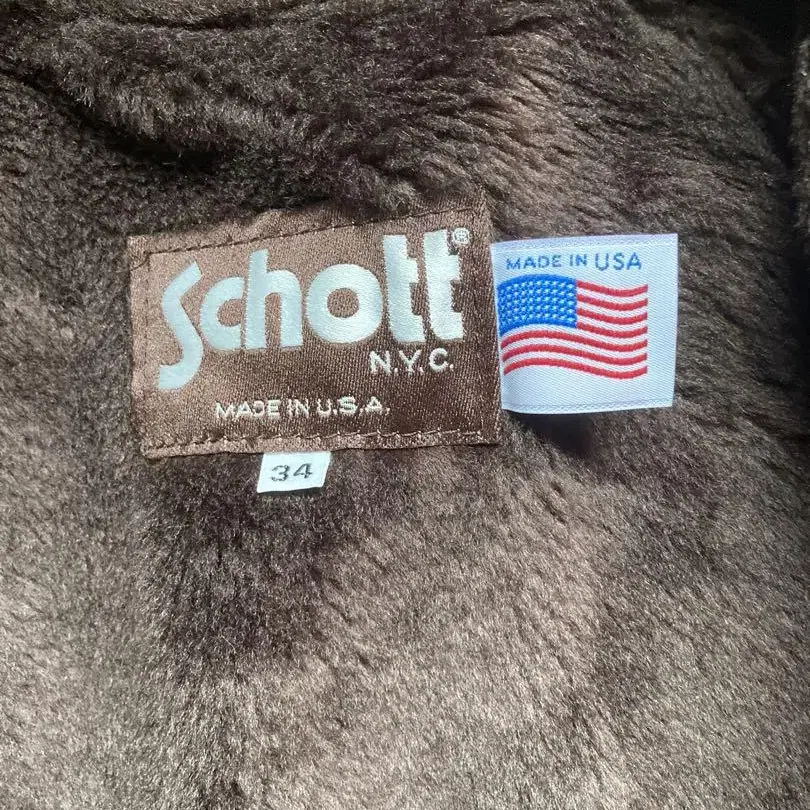 Schott®
N.Y.C.
MADE IN U.S.A.
34
MADE IN USA